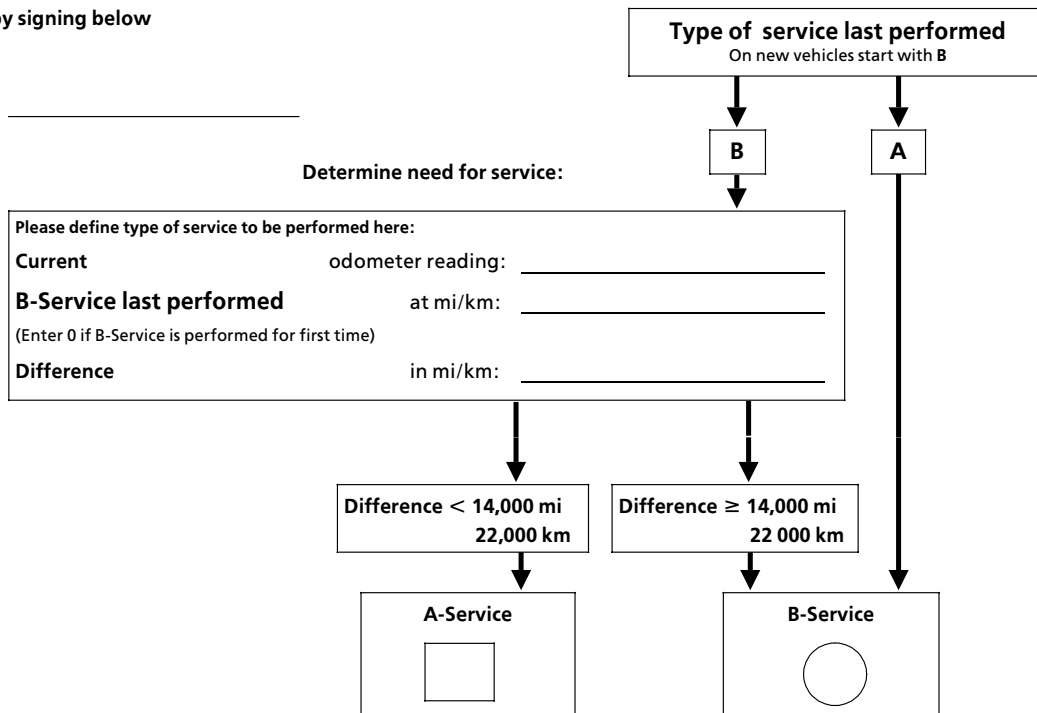 by signing below
Type of service last performed
On new vehicles start with B
B
A
Determine need for service:
Please define type of service to be performed here:
Current odometer reading:
B-Service last performed at mi/km:
(Enter 0 if B-Service is performed for first time)
Difference in mi/km:
Difference < 14,000 mi
22,000 km
Difference ≥ 14,000 mi
22 000 km
A-Service
B-Service